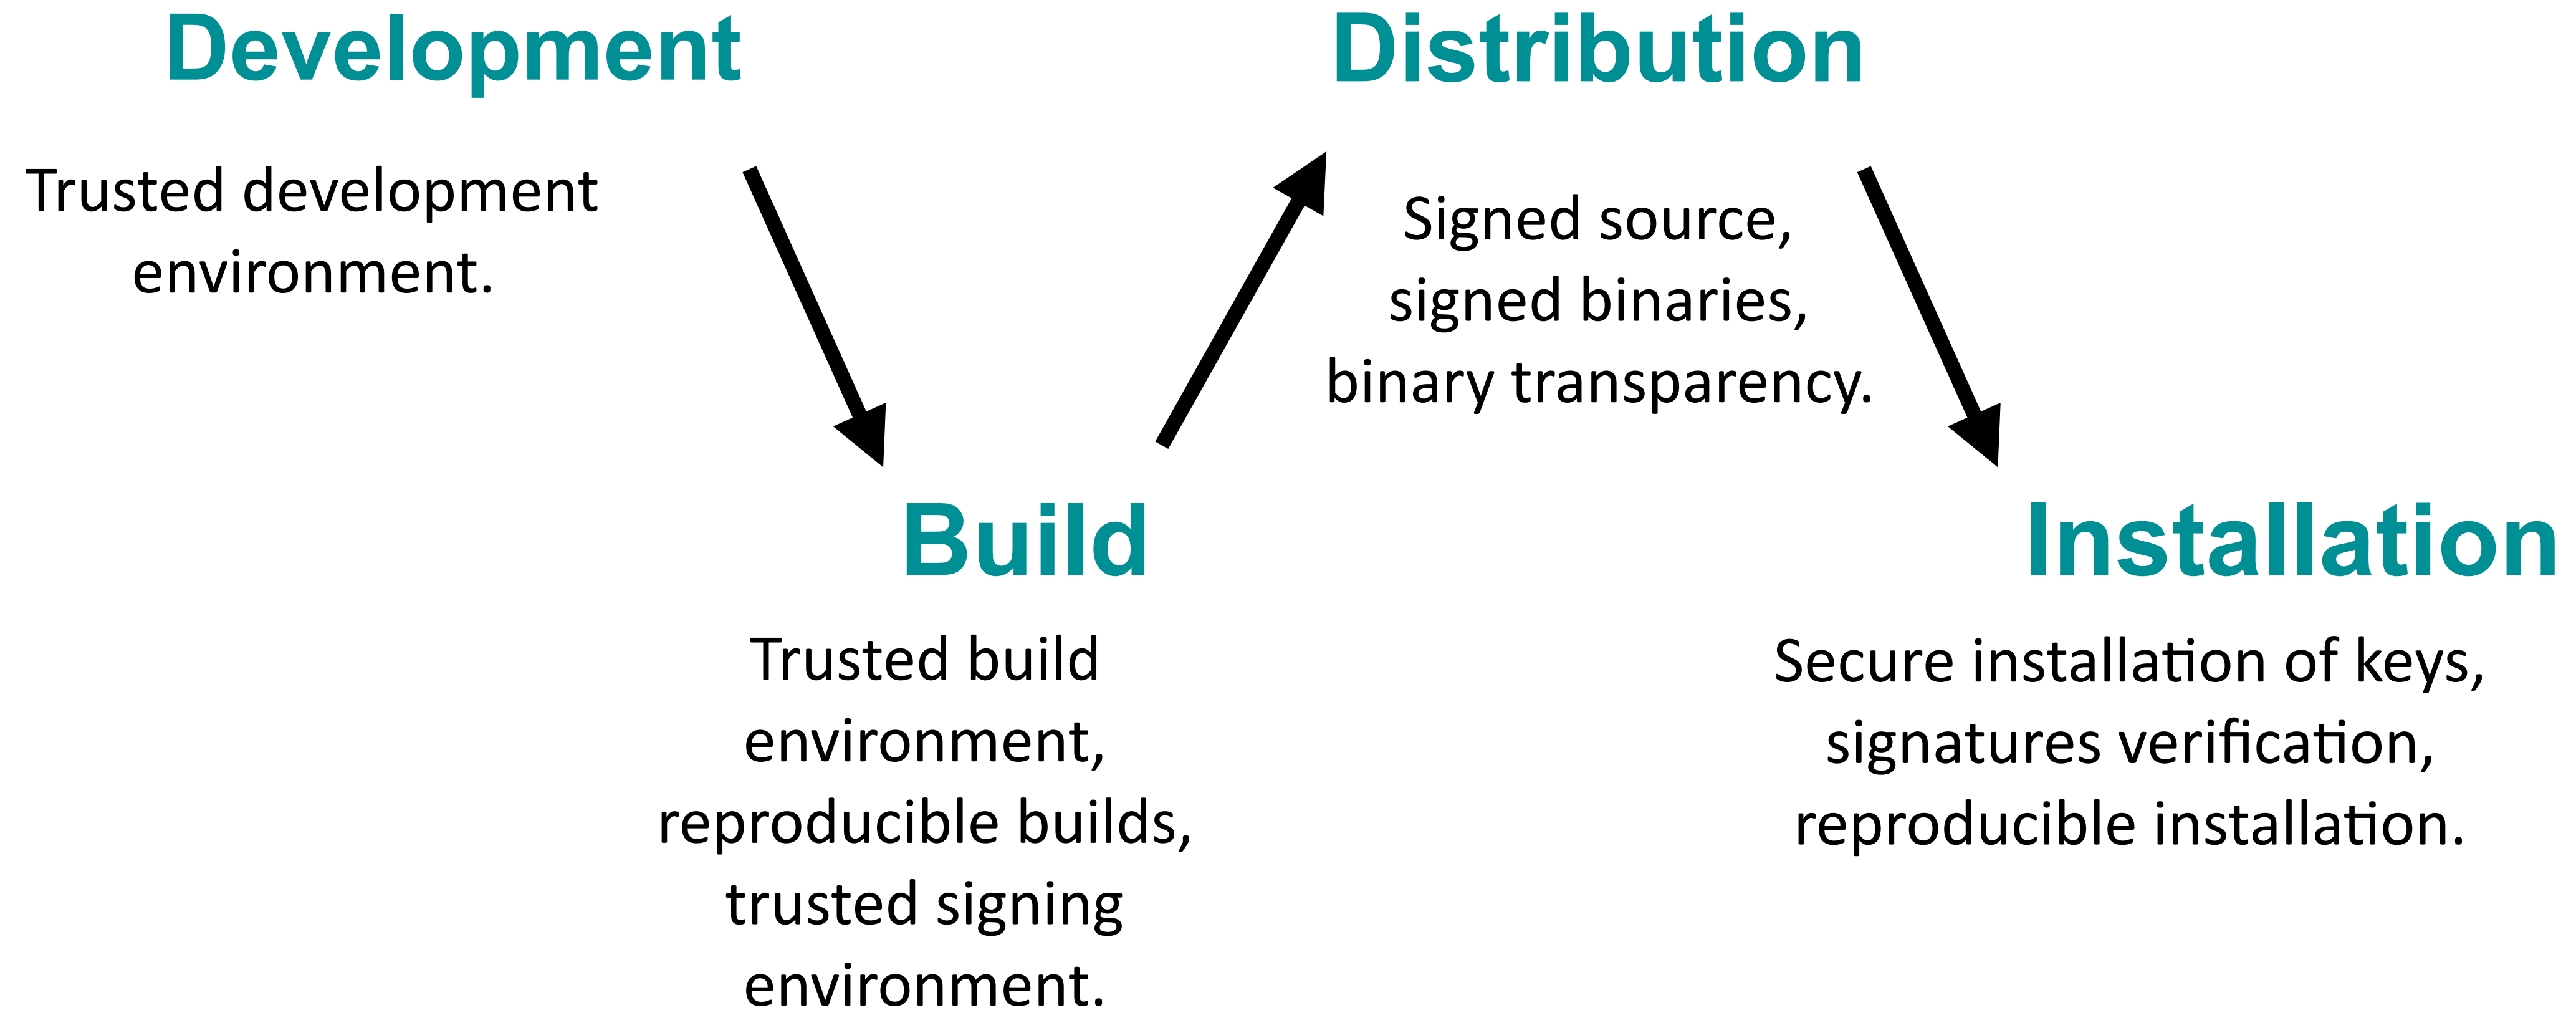 Development
Trusted development
environment.
Build
Trusted build
environment,
reproducible builds,
trusted signing
environment.
Distribution
Signed source,
signed binaries,
binary transparency.
Installation
Secure installation of keys,
signatures verification,
reproducible installation.